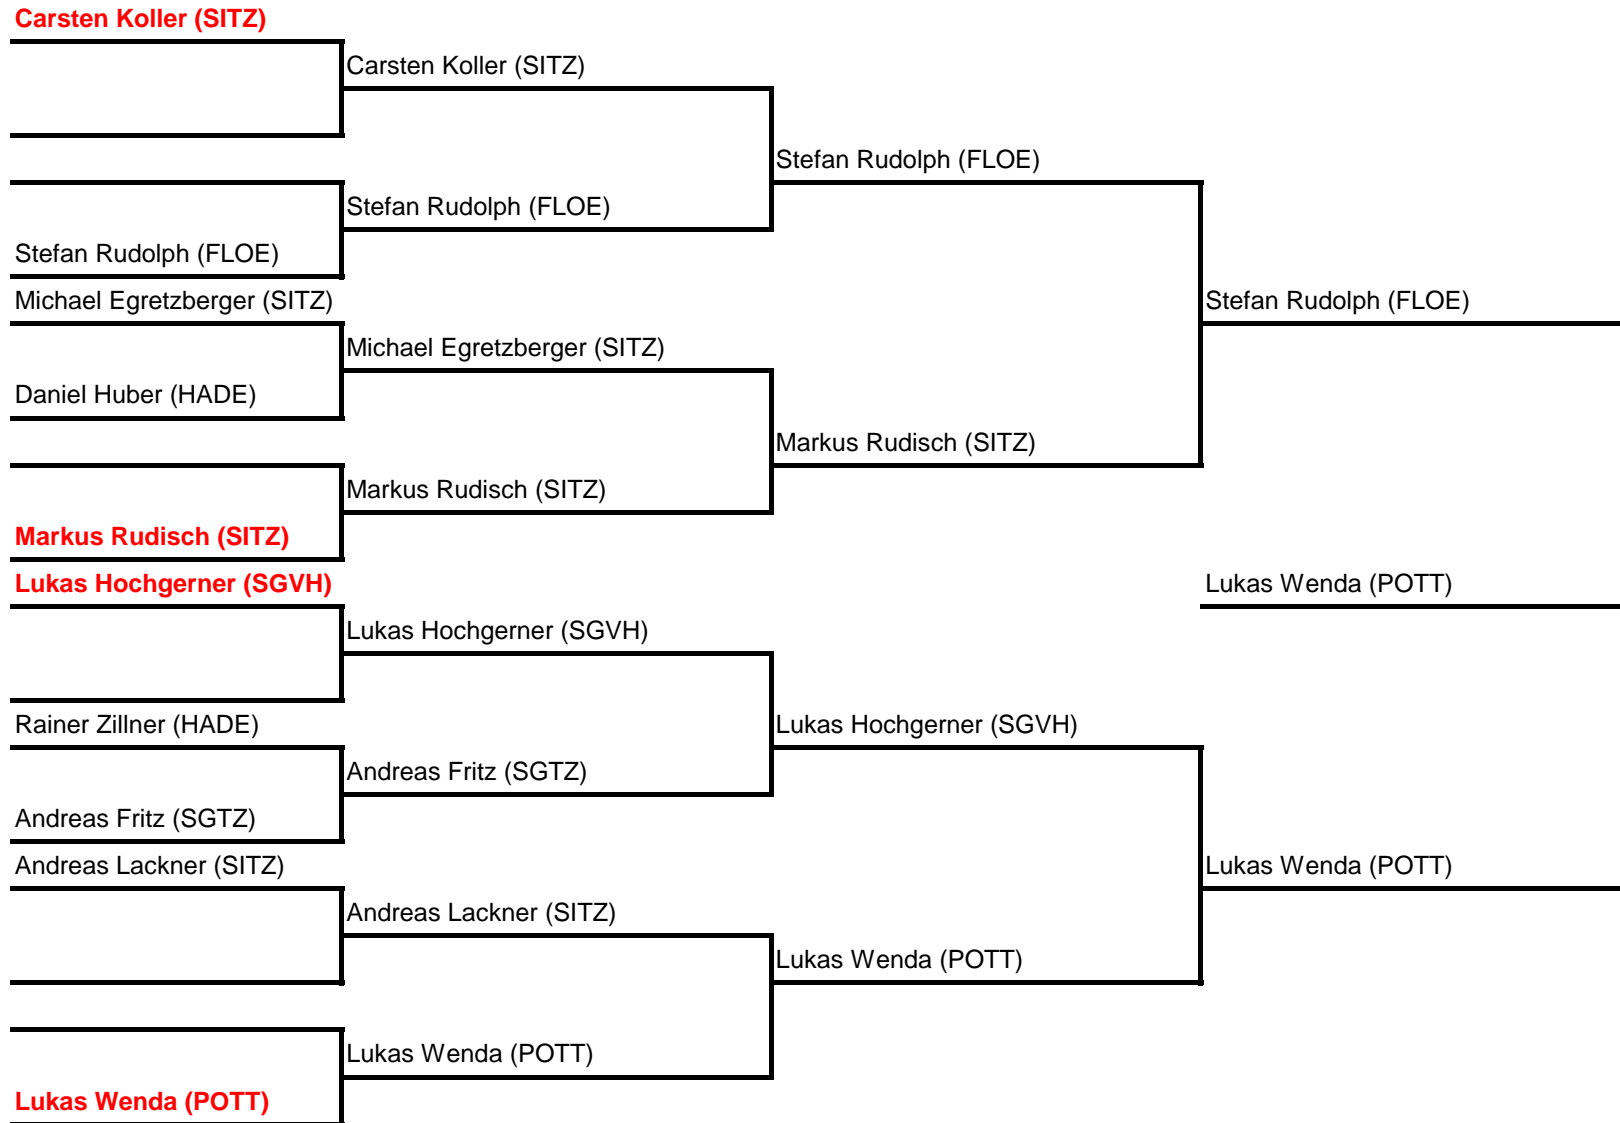 Carsten Koller (SITZ)
Carsten Koller (SITZ)
Stefan Rudolph (FLOE)
Stefan Rudolph (FLOE)
Stefan Rudolph (FLOE)
Michael Egretzberger (SITZ)
Stefan Rudolph (FLOE)
Michael Egretzberger (SITZ)
Daniel Huber (HADE)
Markus Rudisch (SITZ)
Markus Rudisch (SITZ)
Markus Rudisch (SITZ)
Lukas Hochgerner (SGVH)
Lukas Wenda (POTT)
Lukas Hochgerner (SGVH)
Rainer Zillner (HADE)
Lukas Hochgerner (SGVH)
Andreas Fritz (SGTZ)
Andreas Fritz (SGTZ)
Andreas Lackner (SITZ)
Lukas Wenda (POTT)
Andreas Lackner (SITZ)
Lukas Wenda (POTT)
Lukas Wenda (POTT)
Lukas Wenda (POTT)